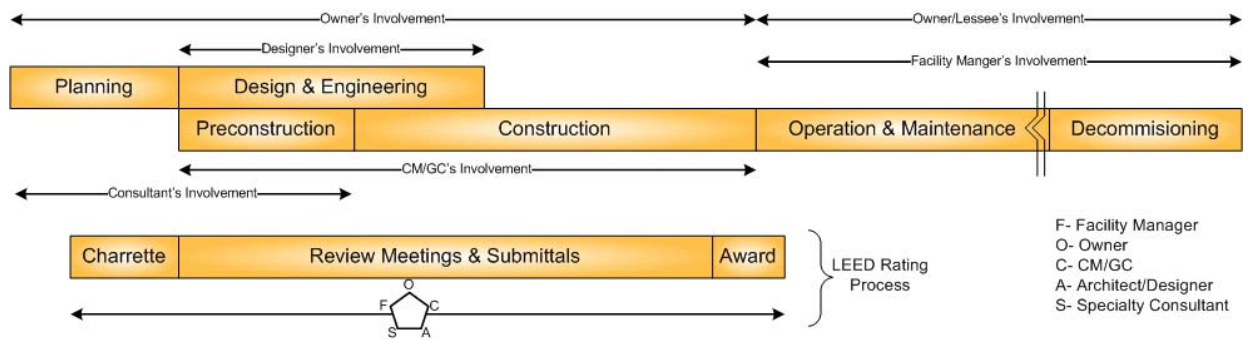 Owner's Involvement
Owner/Lessee's Involvement
Designer's Involvement
Facility Manger's Involvement
Planning
Design & Engineering
Preconstruction
Construction
Operation & Maintenance
Decommisioning
CM/GC's Involvement
Consultant's Involvement
Charrette
Review Meetings & Submittals
Award
LEED Rating
Process
O
F
C
S
A
F- Facility Manager
O- Owner
C- CM/GC
A- Architect/Designer
S- Specialty Consultant